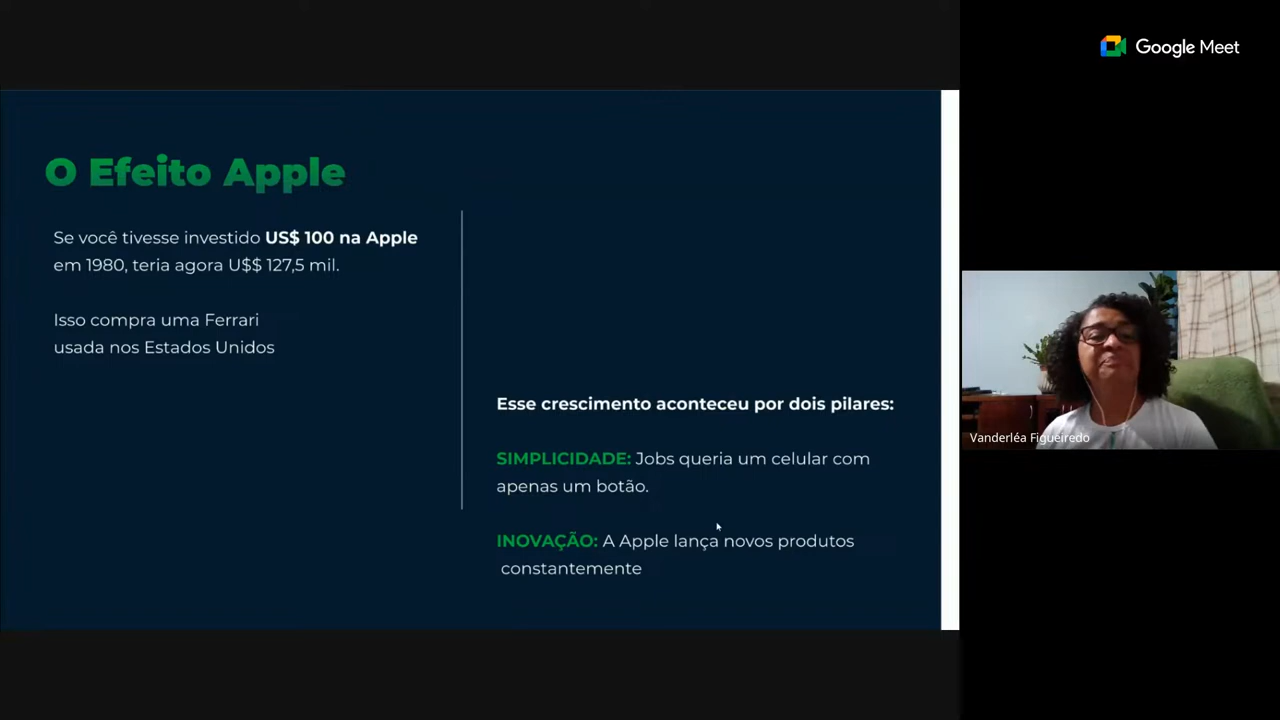 Google Meet
O Efeito Apple
Se você tivesse investido US$ 100 na Apple
em 1980, teria agora U$$ 127,5 mil.
Isso compra uma Ferrari
usada nos Estados Unidos
Esse crescimento aconteceu por dois pilares:
SIMPLICIDADE: Jobs queria um celular com
apenas um botão.
INOVAÇÃO: A Apple lança novos produtos
constantemente
Vanderléa Figueiredo